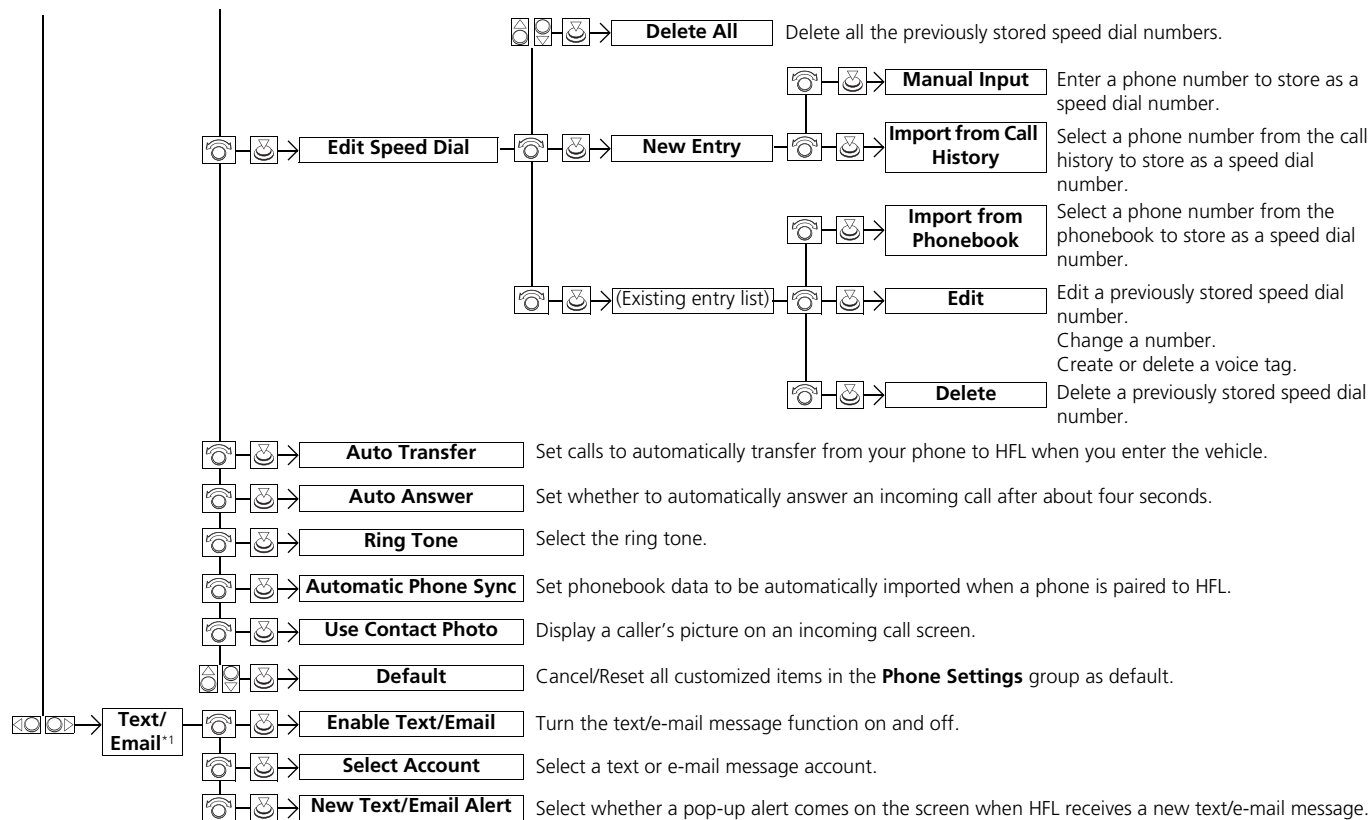 Delete All
Delete all the previously stored speed dial numbers.
Manual Input
Enter a phone number to store as a
speed dial number.
Edit Speed Dial
New Entry
Import from Call
History
Select a phone number from the call
history to store as a speed dial
number.
Import from
Phonebook
Select a phone number from the
phonebook to store as a speed dial
number.
(Existing entry list)
Edit
Edit a previously stored speed dial
number.
Change a number.
Create or delete a voice tag.
Delete
Delete a previously stored speed dial
number.
Auto Transfer
Set calls to automatically transfer from your phone to HFL when you enter the vehicle.
Auto Answer
Set whether to automatically answer an incoming call after about four seconds.
Ring Tone
Select the ring tone.
Automatic Phone Sync
Set phonebook data to be automatically imported when a phone is paired to HFL.
Use Contact Photo
Display a caller's picture on an incoming call screen.
Default
Cancel/Reset all customized items in the Phone Settings group as default.
Text/
Email*1
Enable Text/Email
Turn the text/e-mail message function on and off.
Select Account
Select a text or e-mail message account.
New Text/Email Alert
Select whether a pop-up alert comes on the screen when HFL receives a new text/e-mail message.